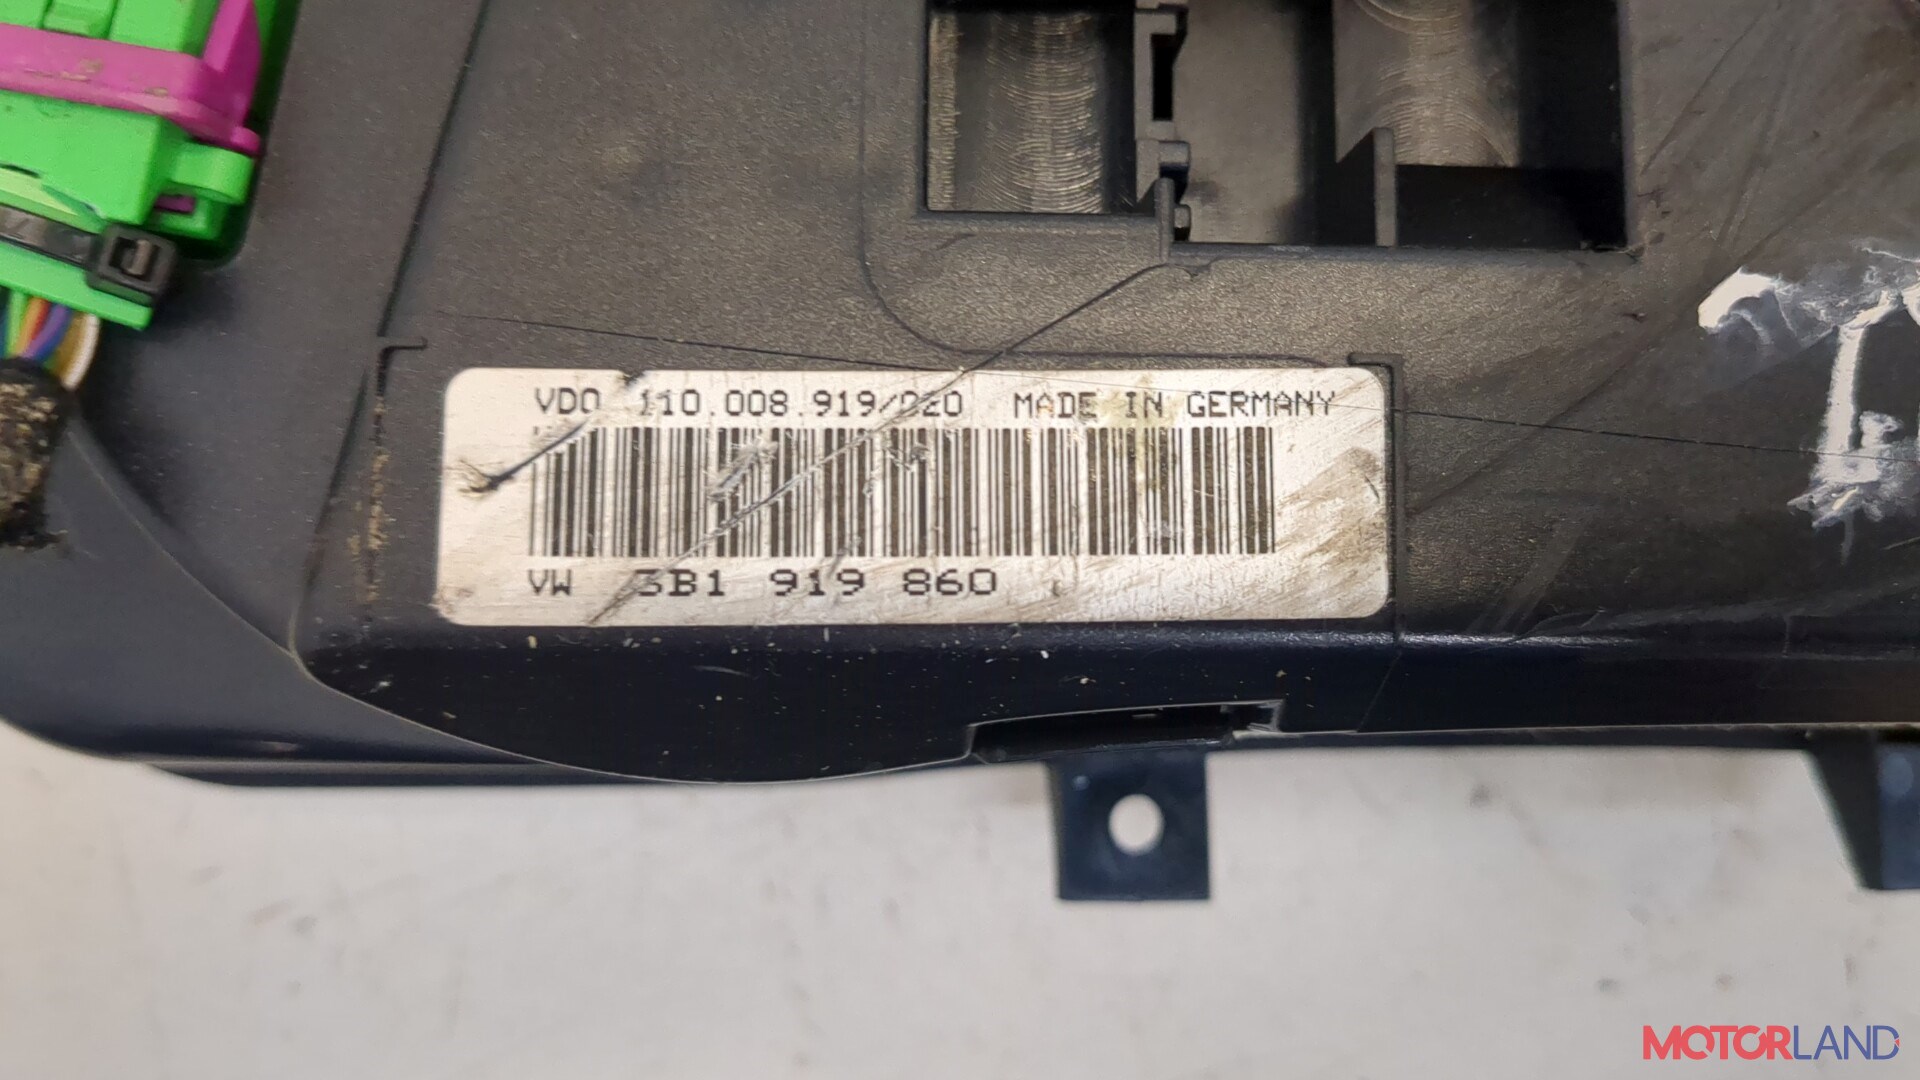 VDO 110.008.919/020 MADE IN GERMANY
VW 3B1 919 860
MOTORLAND